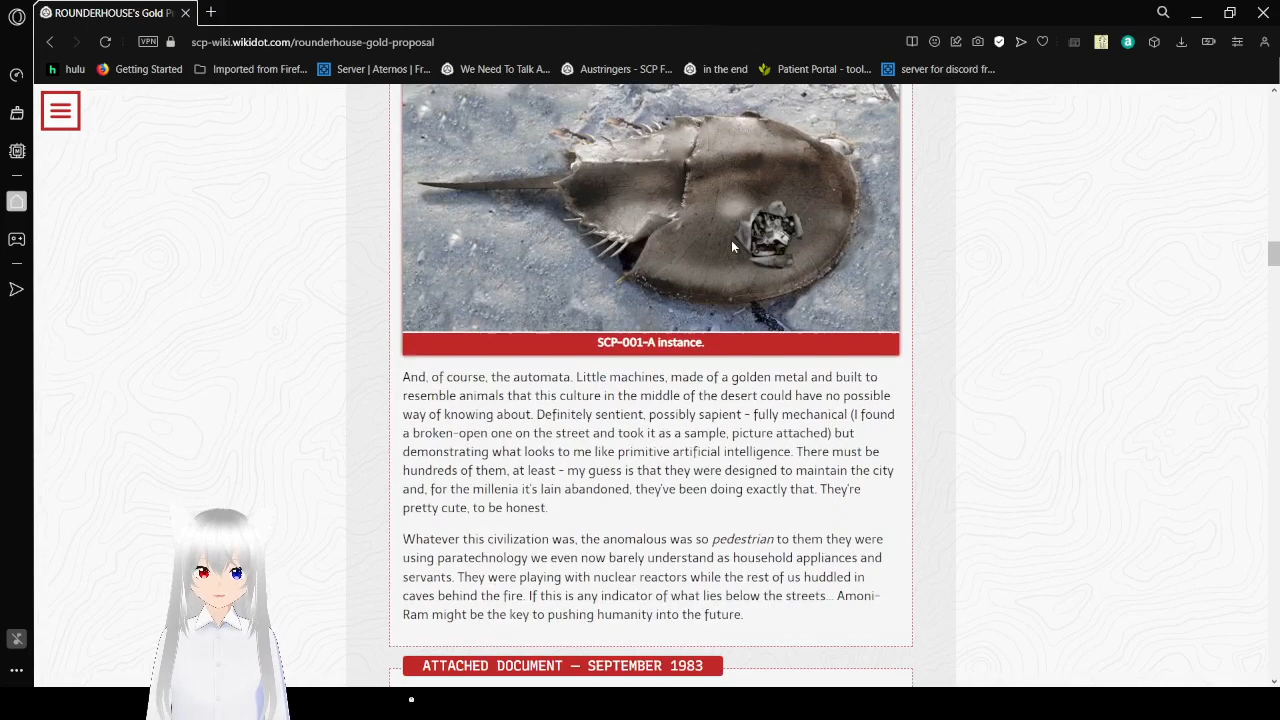 ROUNDERHOUSE's Gold Pr
scp-wiki.wikidot.com/rounderhouse-gold-proposal
VPN
hulu
Getting Started
Imported from Firef...
Server | Aternos | Fr...
We Need To Talk A...
Austringers - SCP F...
in the end
Patient Portal - tool...
server for discord fr...
SCP-001-A instance.
And, of course, the automata. Little machines, made of a golden metal and built to
resemble animals that this culture in the middle of the desert could have no possible
way of knowing about. Definitely sentient, possibly sapient - fully mechanical (I found
a broken-open one on the street and took it as a sample, picture attached) but
demonstrating what looks to me like primitive artificial intelligence. There must be
hundreds of them, at least - my guess is that they were designed to maintain the city
and, for the millenia it's lain abandoned, they've been doing exactly that. They're
pretty cute, to be honest.
Whatever this civilization was, the anomalous was so pedestrian to them they were
using paratechnology we even now barely understand as household appliances and
servants. They were playing with nuclear reactors while the rest of us huddled in
caves behind the fire. If this is any indicator of what lies below the streets... Amoni-
Ram might be the key to pushing humanity into the future.
ATTACHED DOCUMENT — SEPTEMBER 1983